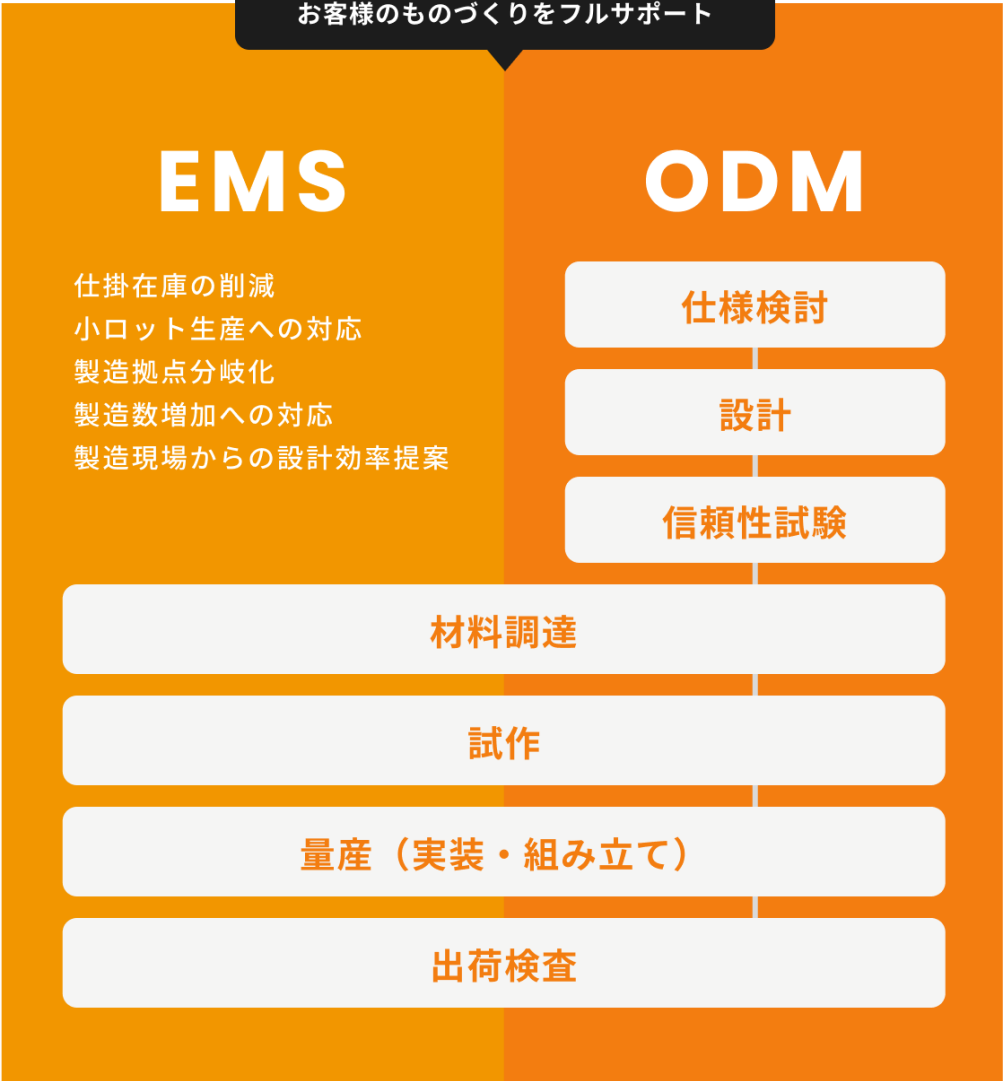 お客様のものづくりをフルサポート
EMS
仕掛在庫の削減
小ロット生産への対応
製造拠点分岐化
製造数増加への対応
製造現場からの設計効率提案
ODM
仕様検討
設計
信頼性試験
材料調達
試作
量産（実装・組み立て）
出荷検査